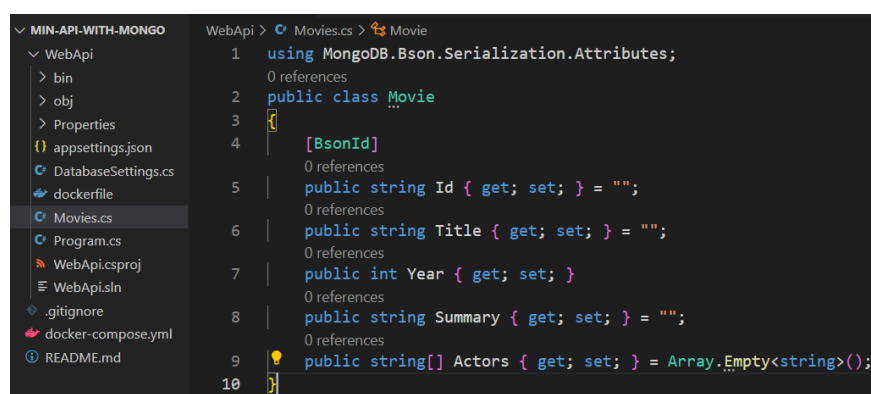 MIN-API-WITH-MONGO
WebApi
bin
obj
Properties
{} appsettings.json
C# DatabaseSettings.cs
dockerfile
C# Movies.cs
C# Program.cs
WebApi.csproj
WebApi.sln
.gitignore
docker-compose.yml
README.md
WebApi > C# Movies.cs > Movie
1 using MongoDB.Bson.Serialization.Attributes;
0 references
2 public class Movie
3 {
4 [BsonId]
0 references
5 public string Id { get; set; } = "";
0 references
6 public string Title { get; set; } = "";
0 references
7 public int Year { get; set; }
0 references
8 public string Summary { get; set; } = "";
0 references
9 public string[] Actors { get; set; } = Array.Empty<string>();
10 }